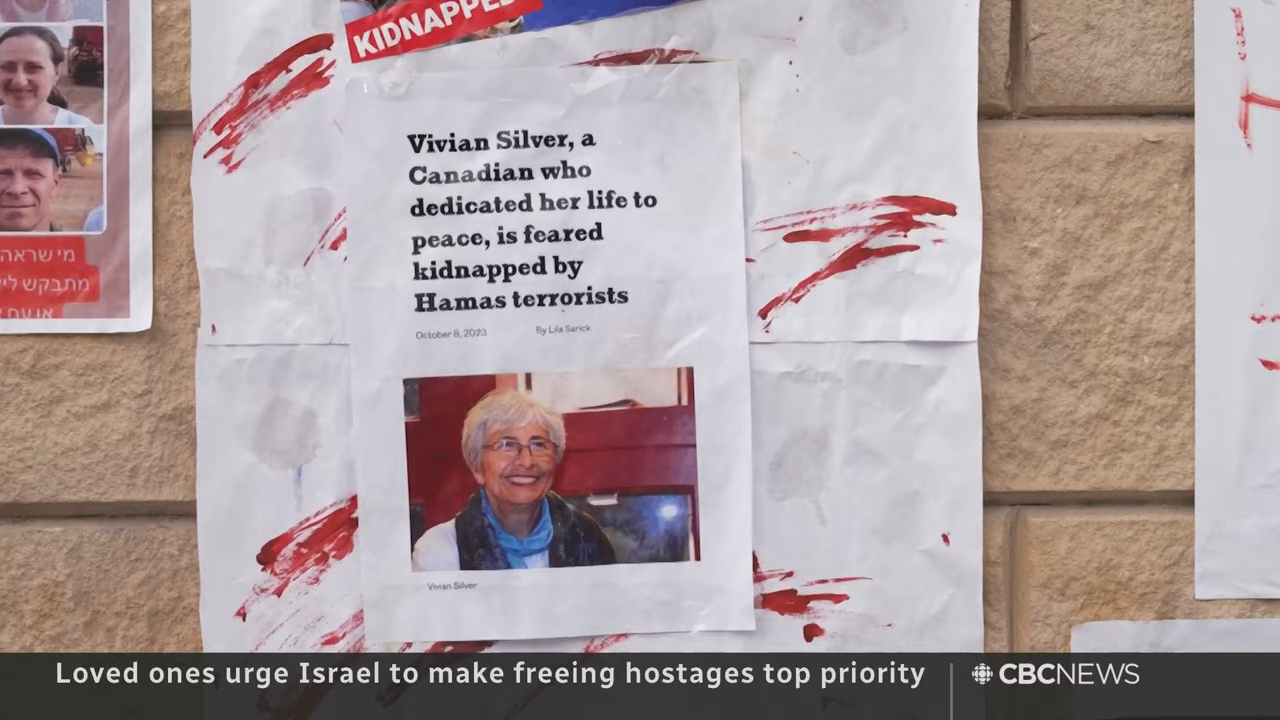 KIDNAPPED
Vivian Silver, a
Canadian who
dedicated her life to
peace, is feared
kidnapped by
Hamas terrorists
October 8, 2023 By Lila Sarick
Vivian Silver
מי שראה
מתבקש
Loved ones urge Israel to make freeing hostages top priority
CBCNEWS